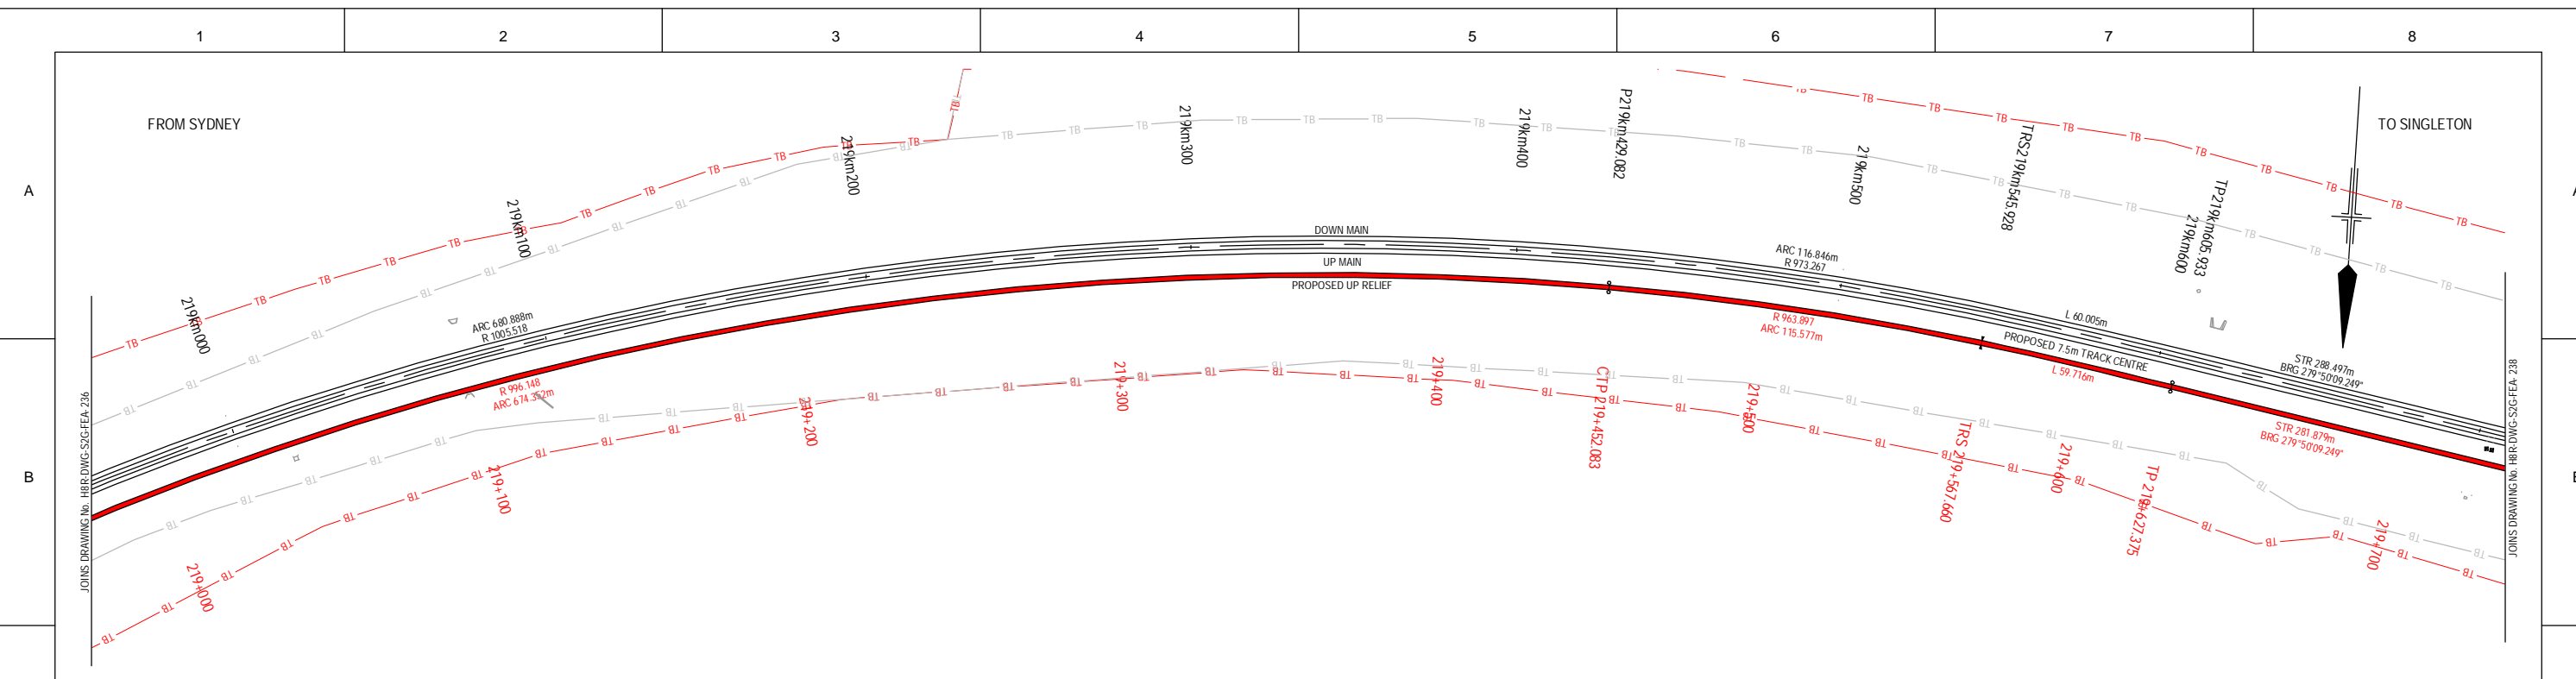 1 2 3 4 5 6 7 8
A
B
FROM SYDNEY
TO SINGLETON
219km000
219km100
219km200
219km300
219km400
P219km429.082
219km500
TRS219km545.928
TP219km605.933
219km600
DOWN MAIN
UP MAIN
PROPOSED UP RELIEF
ARC 680.888m
R 1005.518
R 996.148
ARC 674.352m
ARC 116.846m
R 973.267
R 963.897
ARC 115.577m
L 60.005m
PROPOSED 7.5m TRACK CENTRE
L 59.716m
STR 288.497m
BRG 279°50'09.249"
STR 281.879m
BRG 279°50'09.249"
219+000
219+100
219+200
219+300
219+400
CTP 219+452.083
219+500
TRS 219+567.660
219+600
TP 219+627.375
219+700
JOINS DRAWING No. H8R-DWG-S2G-FEA-236
JOINS DRAWING No. H8R-DWG-S2G-FEA-238
TB